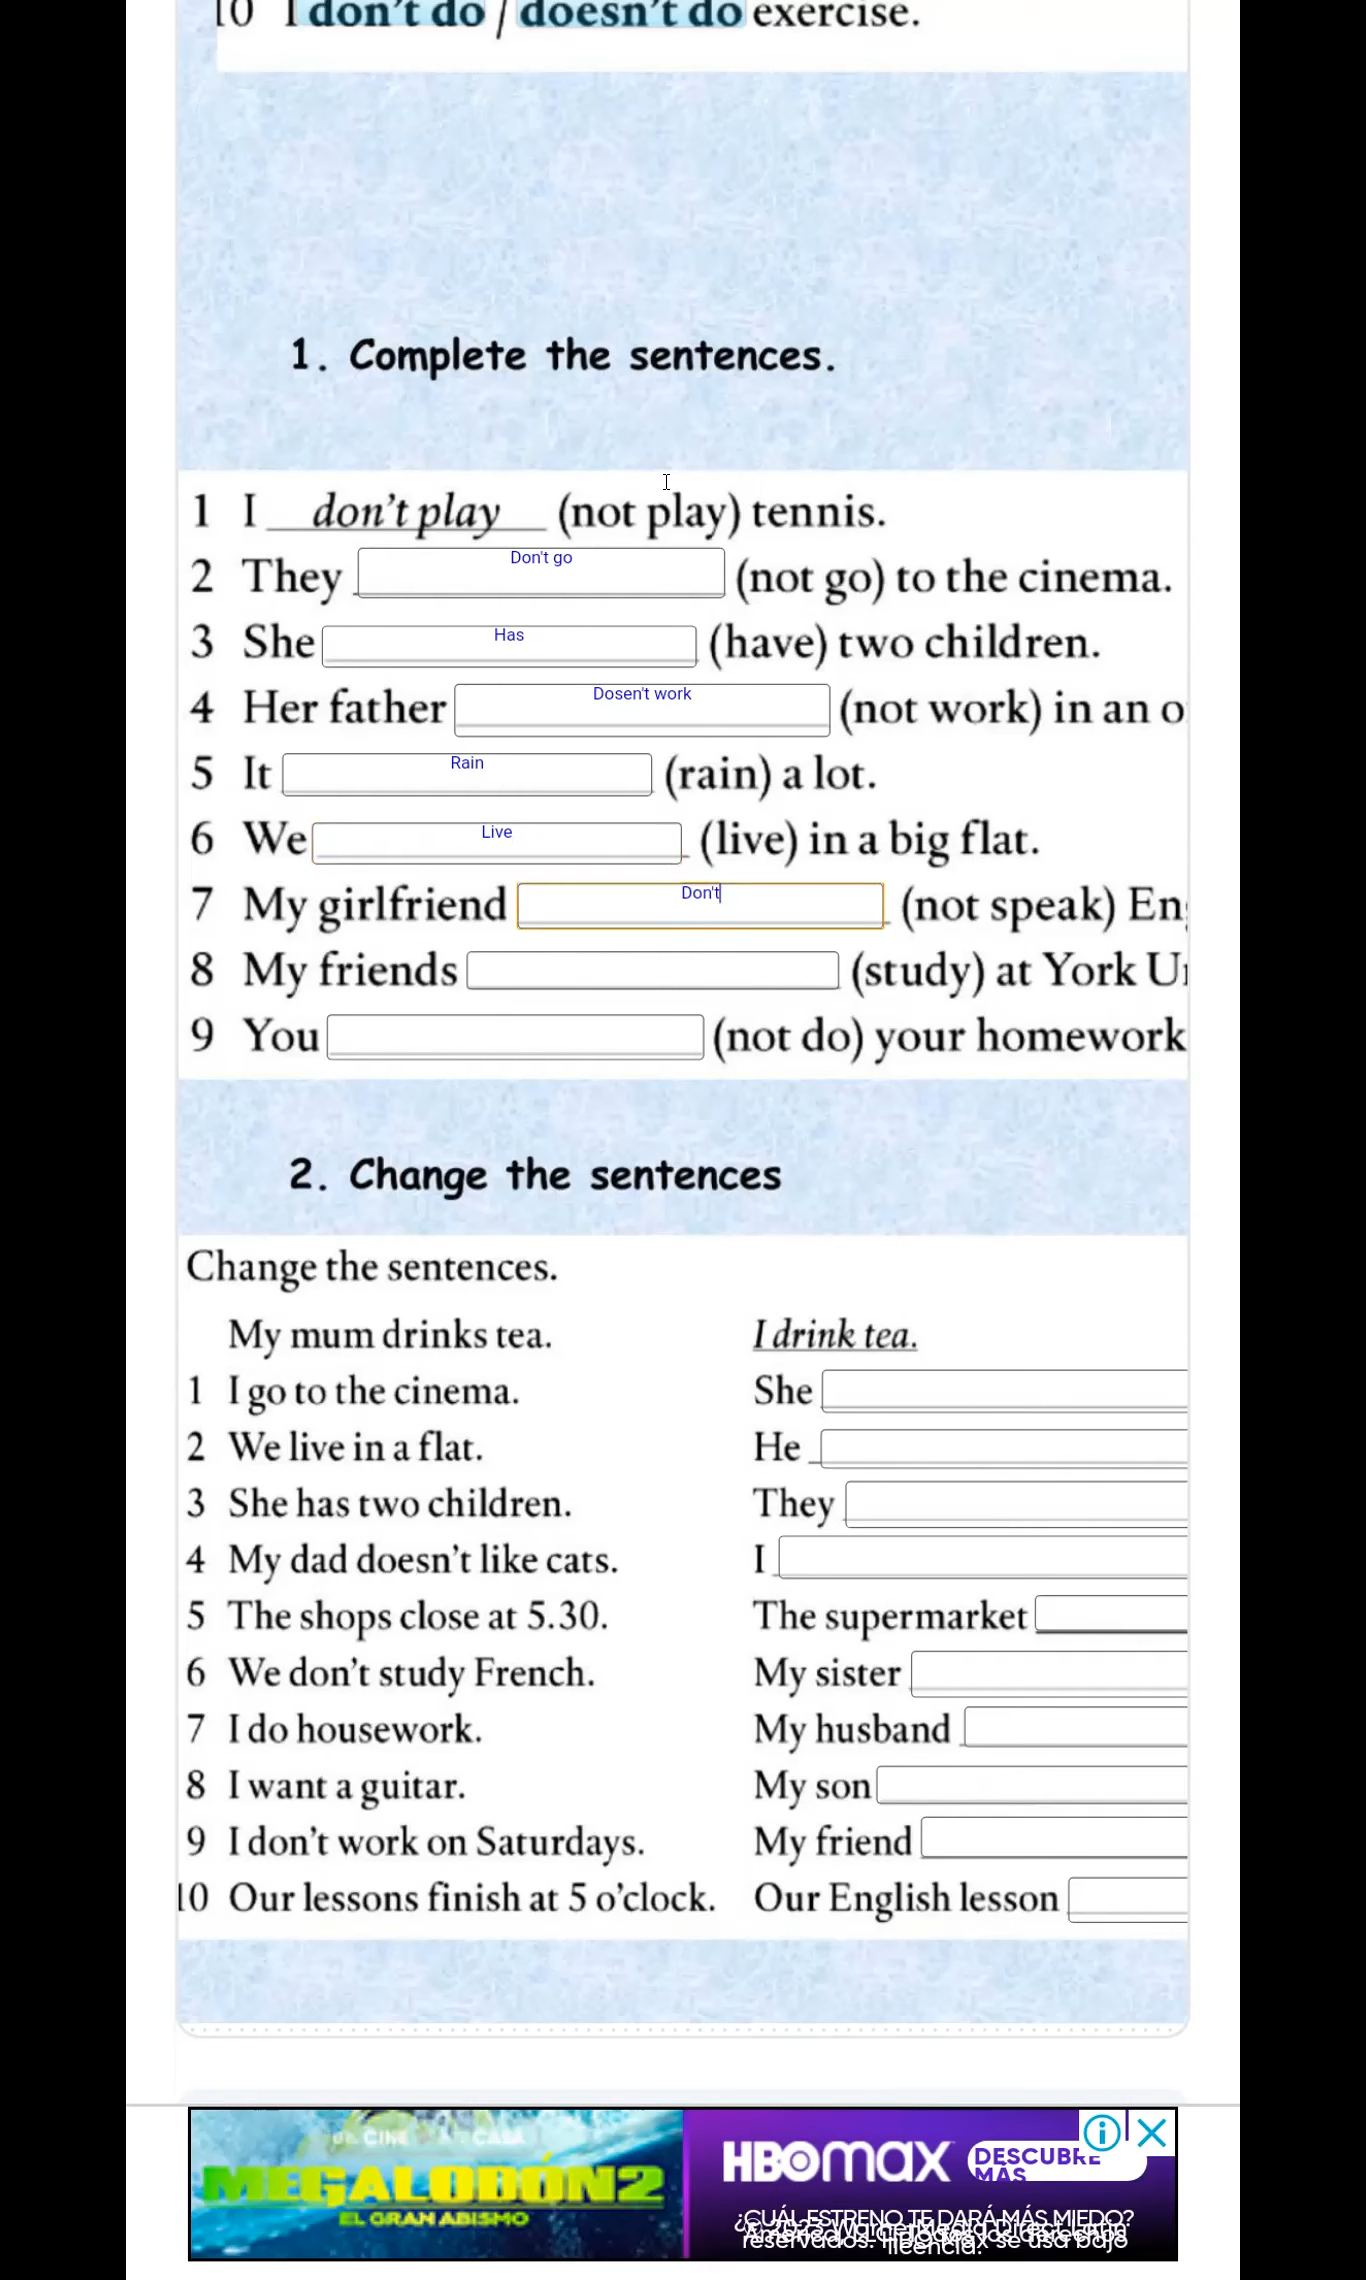 10 I don't do / doesn't do exercise.
1. Complete the sentences.
1 I don't play (not play) tennis.
2 They Don't go (not go) to the cinema.
3 She Has (have) two children.
4 Her father Dosen't work (not work) in an o
5 It Rain (rain) a lot.
6 We Live (live) in a big flat.
7 My girlfriend Don't (not speak) En
8 My friends (study) at York U
9 You (not do) your homework
2. Change the sentences
Change the sentences.
My mum drinks tea. I drink tea.
1 I go to the cinema. She
2 We live in a flat. He
3 She has two children. They
4 My dad doesn't like cats. I
5 The shops close at 5.30. The supermarket
6 We don't study French. My sister
7 I do housework. My husband
8 I want a guitar. My son
9 I don't work on Saturdays. My friend
10 Our lessons finish at 5 o'clock. Our English lesson
MEGALODÓN2
EL GRAN ABISMO
HBOmax
DESCUBRE
MÁS
¿CUÁL ESTRENO TE DARÁ MÁS MIEDO?
reservados. HBO Max se usa bajo
licencia.